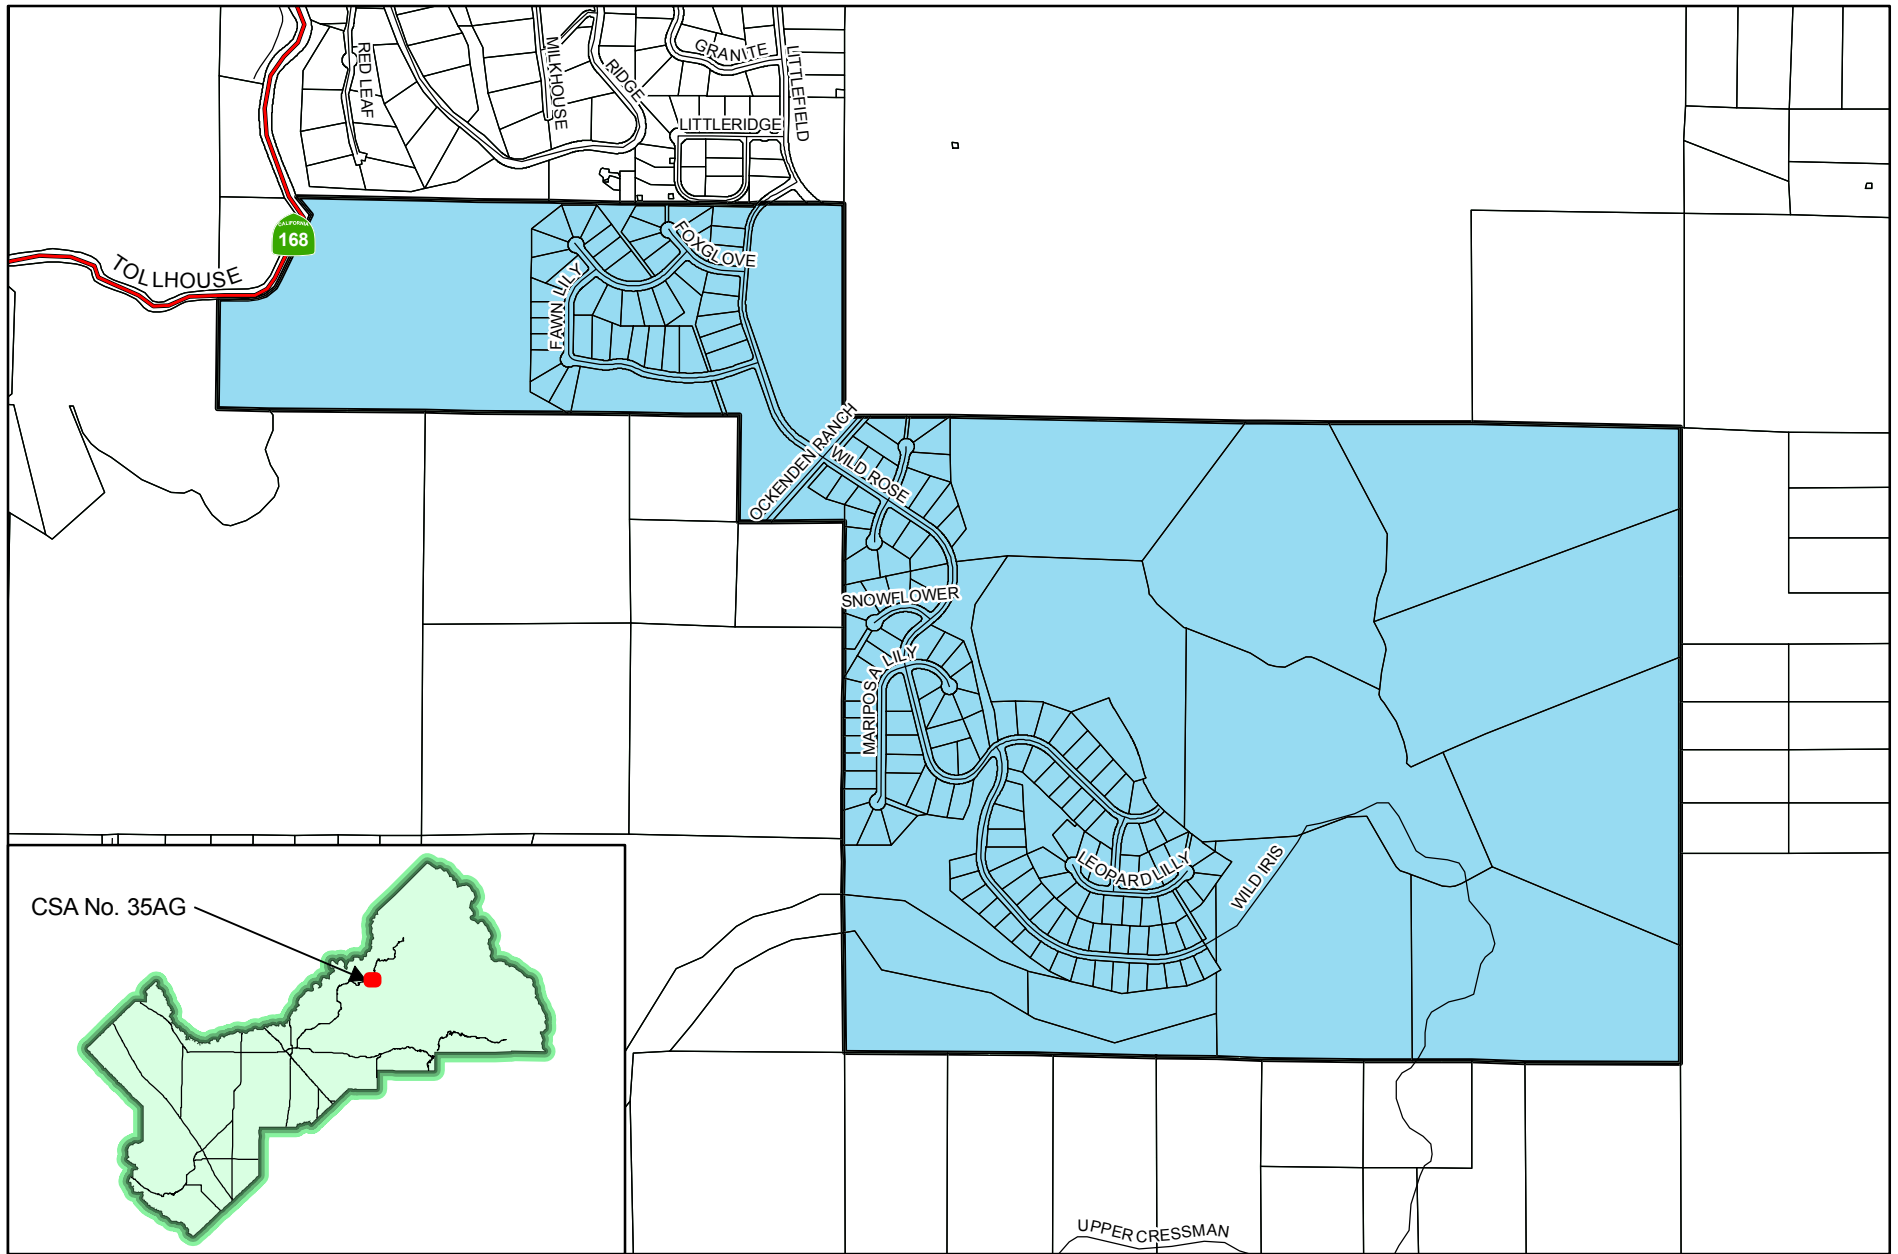 RED LEAF
MILKHOUSE
RIDGE
GRANITE
LITTLEFIELD
LITTLERIDGE
CALIFORNIA
168
TOLLHOUSE
FOXGLOVE
FAWN LILY
OCKENDEN RANCH
WILD ROSE
SNOWFLOWER
MARIPOSA LILY
LEOPARD LILLY
WILD IRIS
CSA No. 35AG
UPPER CRESSMAN